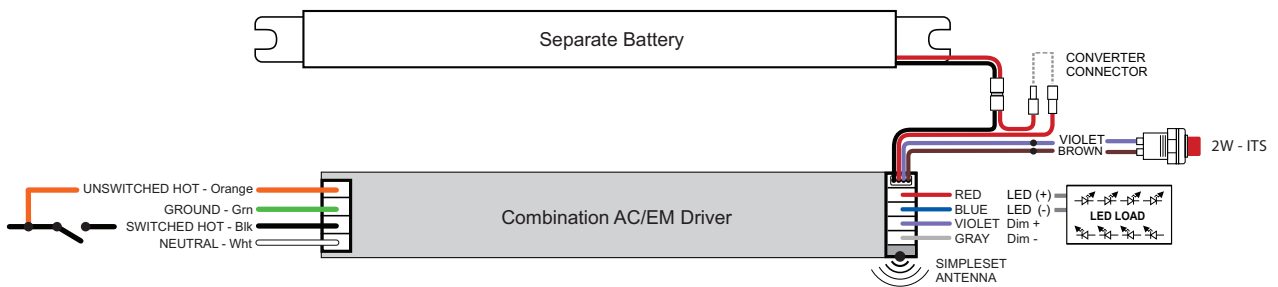 Separate Battery
CONVERTER
CONNECTOR
VIOLET
BROWN
2W - ITS
UNSWITCHED HOT - Orange
GROUND - Grn
SWITCHED HOT - Blk
NEUTRAL - Wht
Combination AC/EM Driver
RED LED (+)
BLUE LED (-)
VIOLET Dim +
GRAY Dim -
LED LOAD
SIMPLESET
ANTENNA